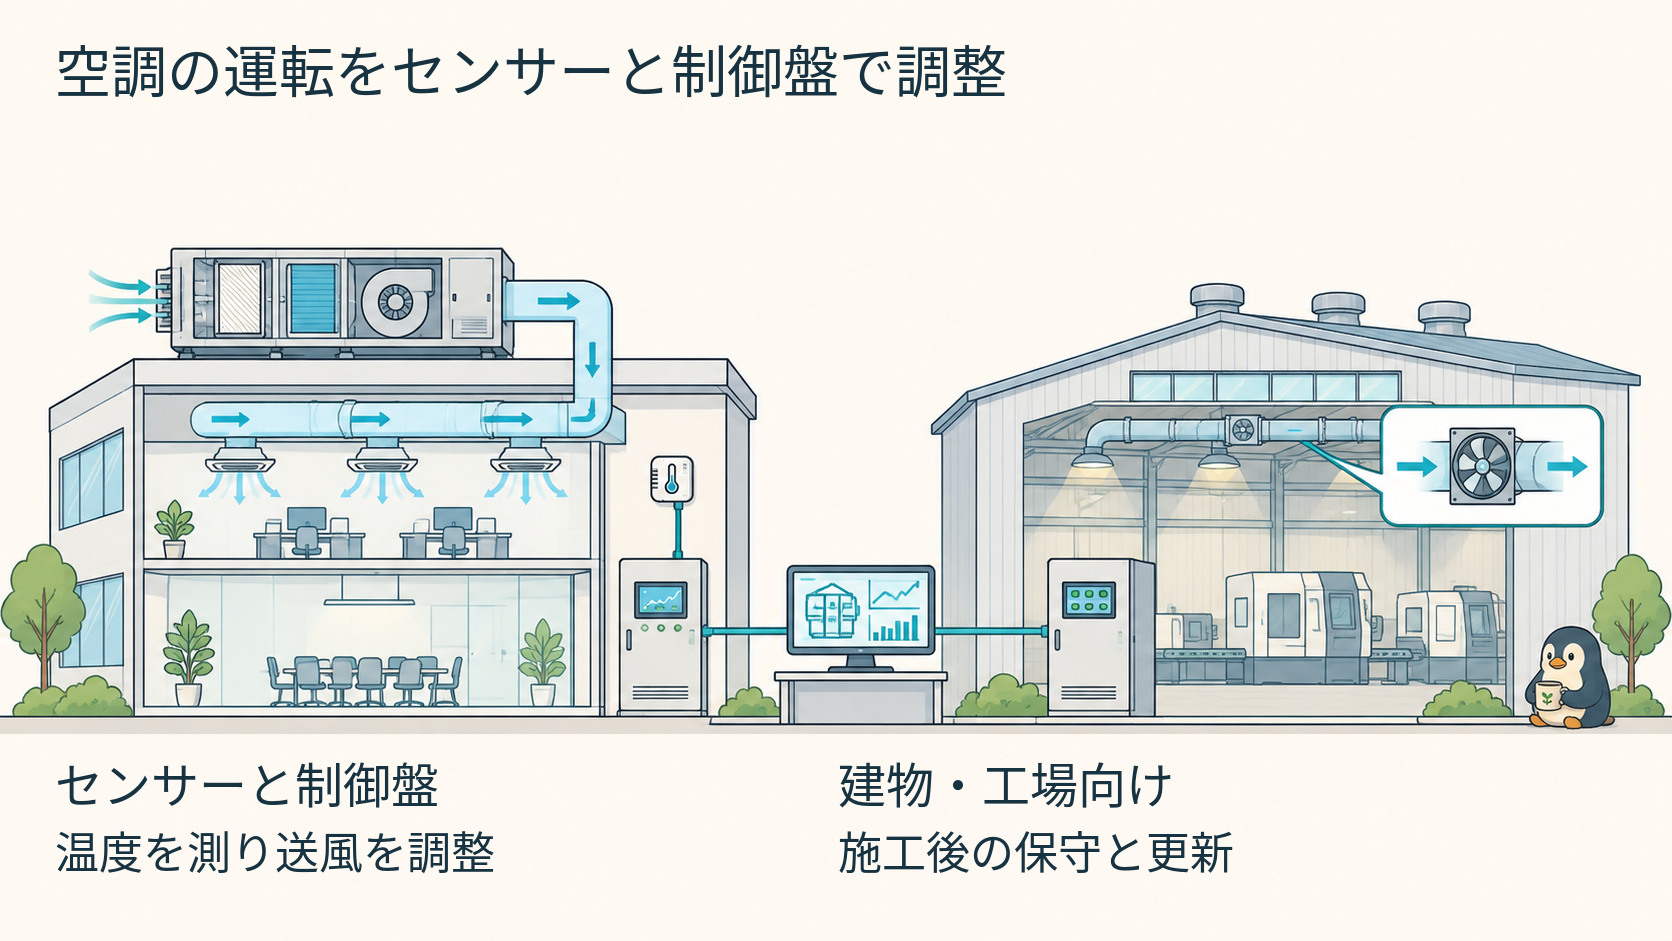 空調の運転をセンサーと制御盤で調整
センサーと制御盤
温度を測り送風を調整
建物・工場向け
施工後の保守と更新